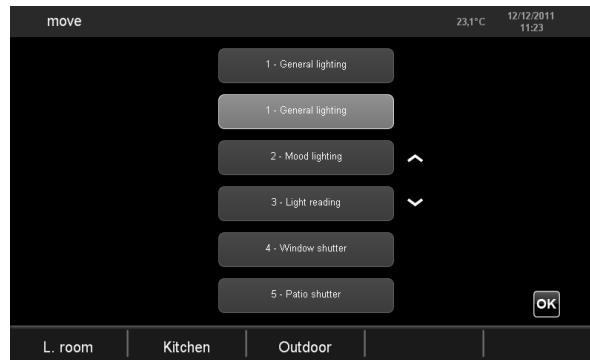 move
23,1°C
12/12/2011
11:23
1 - General lighting
1 - General lighting
2 - Mood lighting
3 - Light reading
4 - Window shutter
5 - Patio shutter
OK
L. room
Kitchen
Outdoor